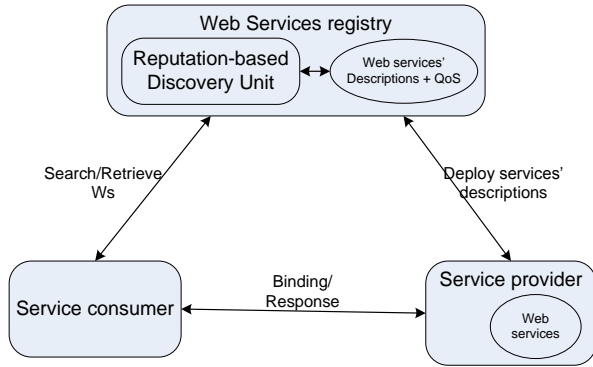 Web Services registry
Reputation-based
Discovery Unit
Web services’
Descriptions + QoS
Search/Retrieve
Ws
Deploy services’
descriptions
Service consumer
Binding/
Response
Service provider
Web
services